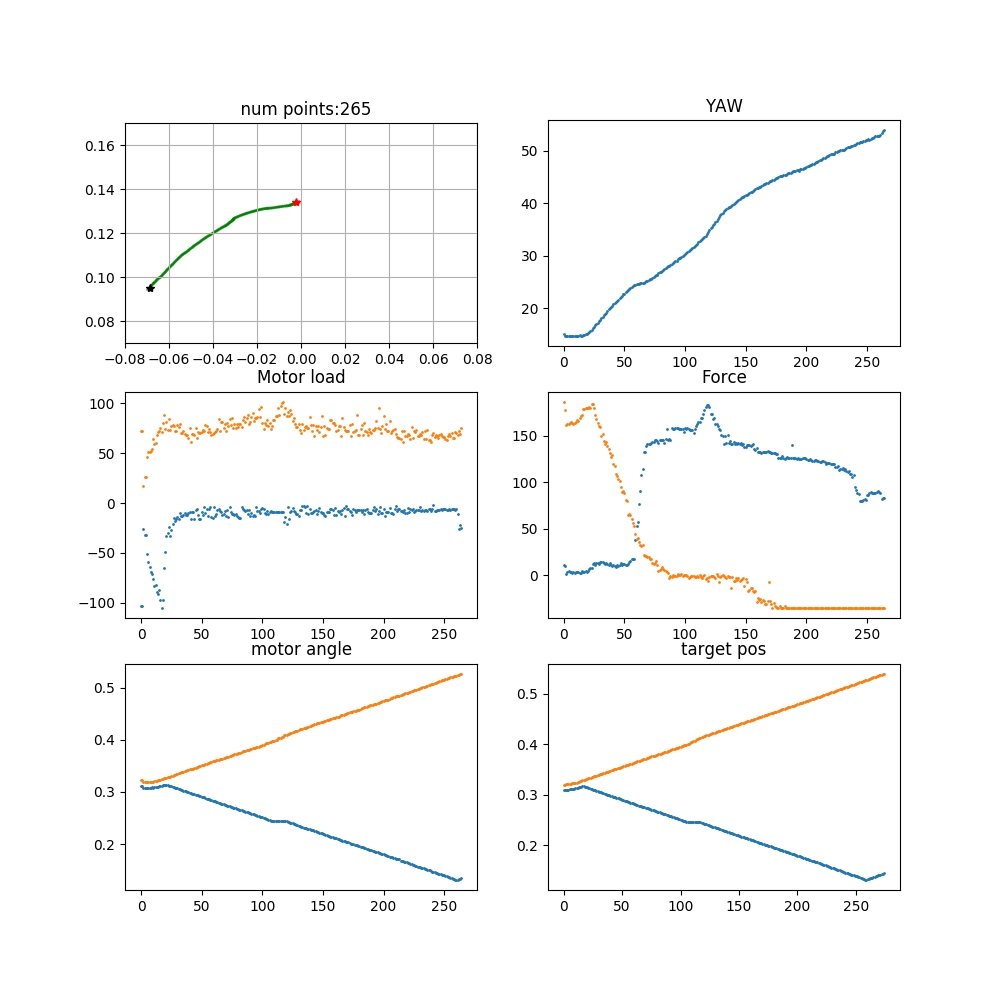 num points:265
YAW
0.16
0.14
0.12
0.10
0.08
−0.08 −0.06 −0.04 −0.02 0.00 0.02 0.04 0.06 0.08
50
40
30
20
0 50 100 150 200 250
Motor load
Force
100
50
0
−50
−100
0 50 100 150 200 250
150
100
50
0
0 50 100 150 200 250
motor angle
target pos
0.5
0.4
0.3
0.2
0 50 100 150 200 250
0.5
0.4
0.3
0.2
0 50 100 150 200 250